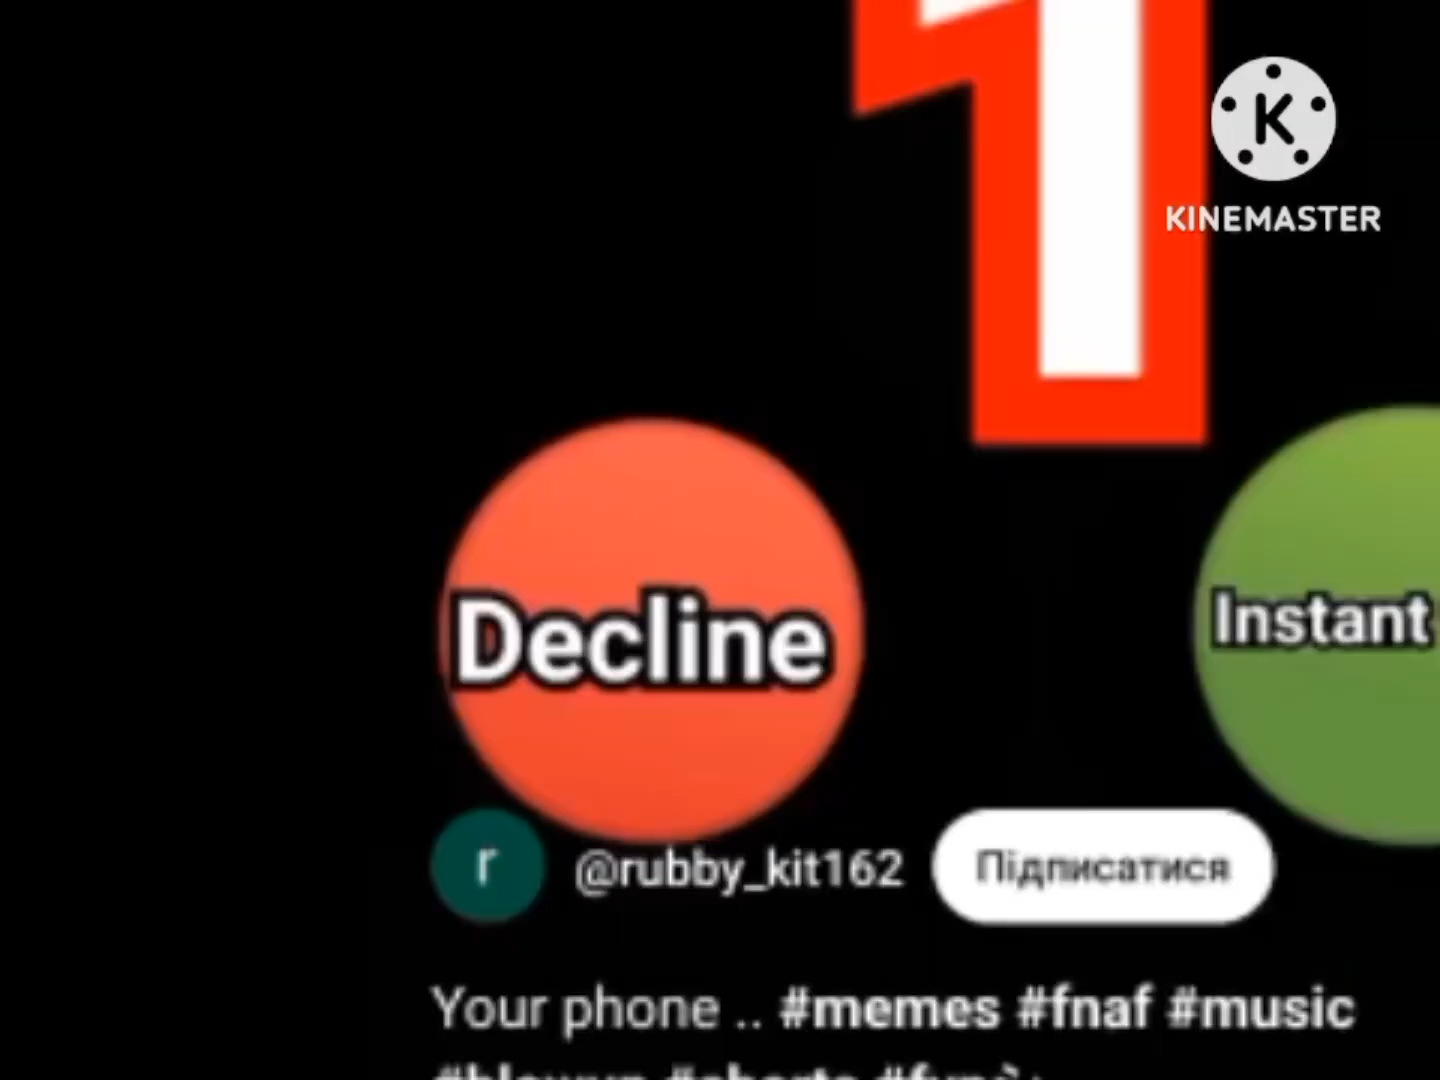 1
K
KINEMASTER
Decline
Instant
r
@rubby_kit162
Підписатися
Your phone .. #memes #fnaf #music